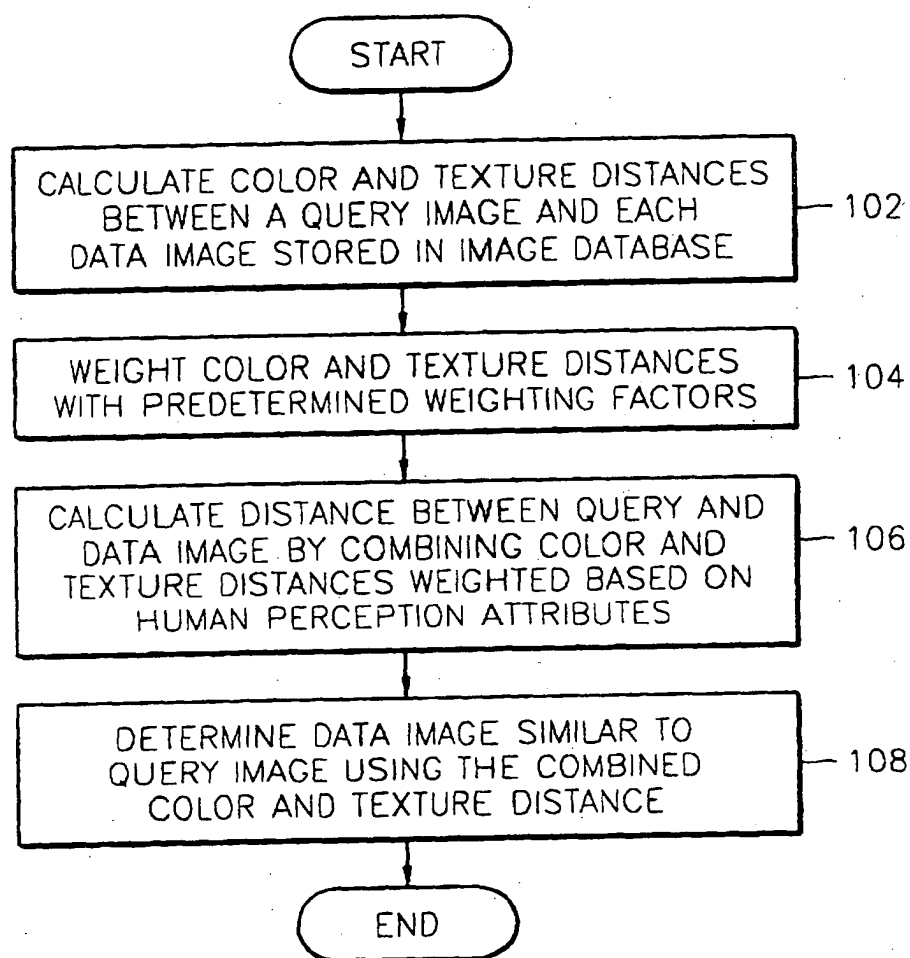 START
CALCULATE COLOR AND TEXTURE DISTANCES
BETWEEN A QUERY IMAGE AND EACH
DATA IMAGE STORED IN IMAGE DATABASE
102
WEIGHT COLOR AND TEXTURE DISTANCES
WITH PREDETERMINED WEIGHTING FACTORS
104
CALCULATE DISTANCE BETWEEN QUERY AND
DATA IMAGE BY COMBINING COLOR AND
TEXTURE DISTANCES WEIGHTED BASED ON
HUMAN PERCEPTION ATTRIBUTES
106
DETERMINE DATA IMAGE SIMILAR TO
QUERY IMAGE USING THE COMBINED
COLOR AND TEXTURE DISTANCE
108
END